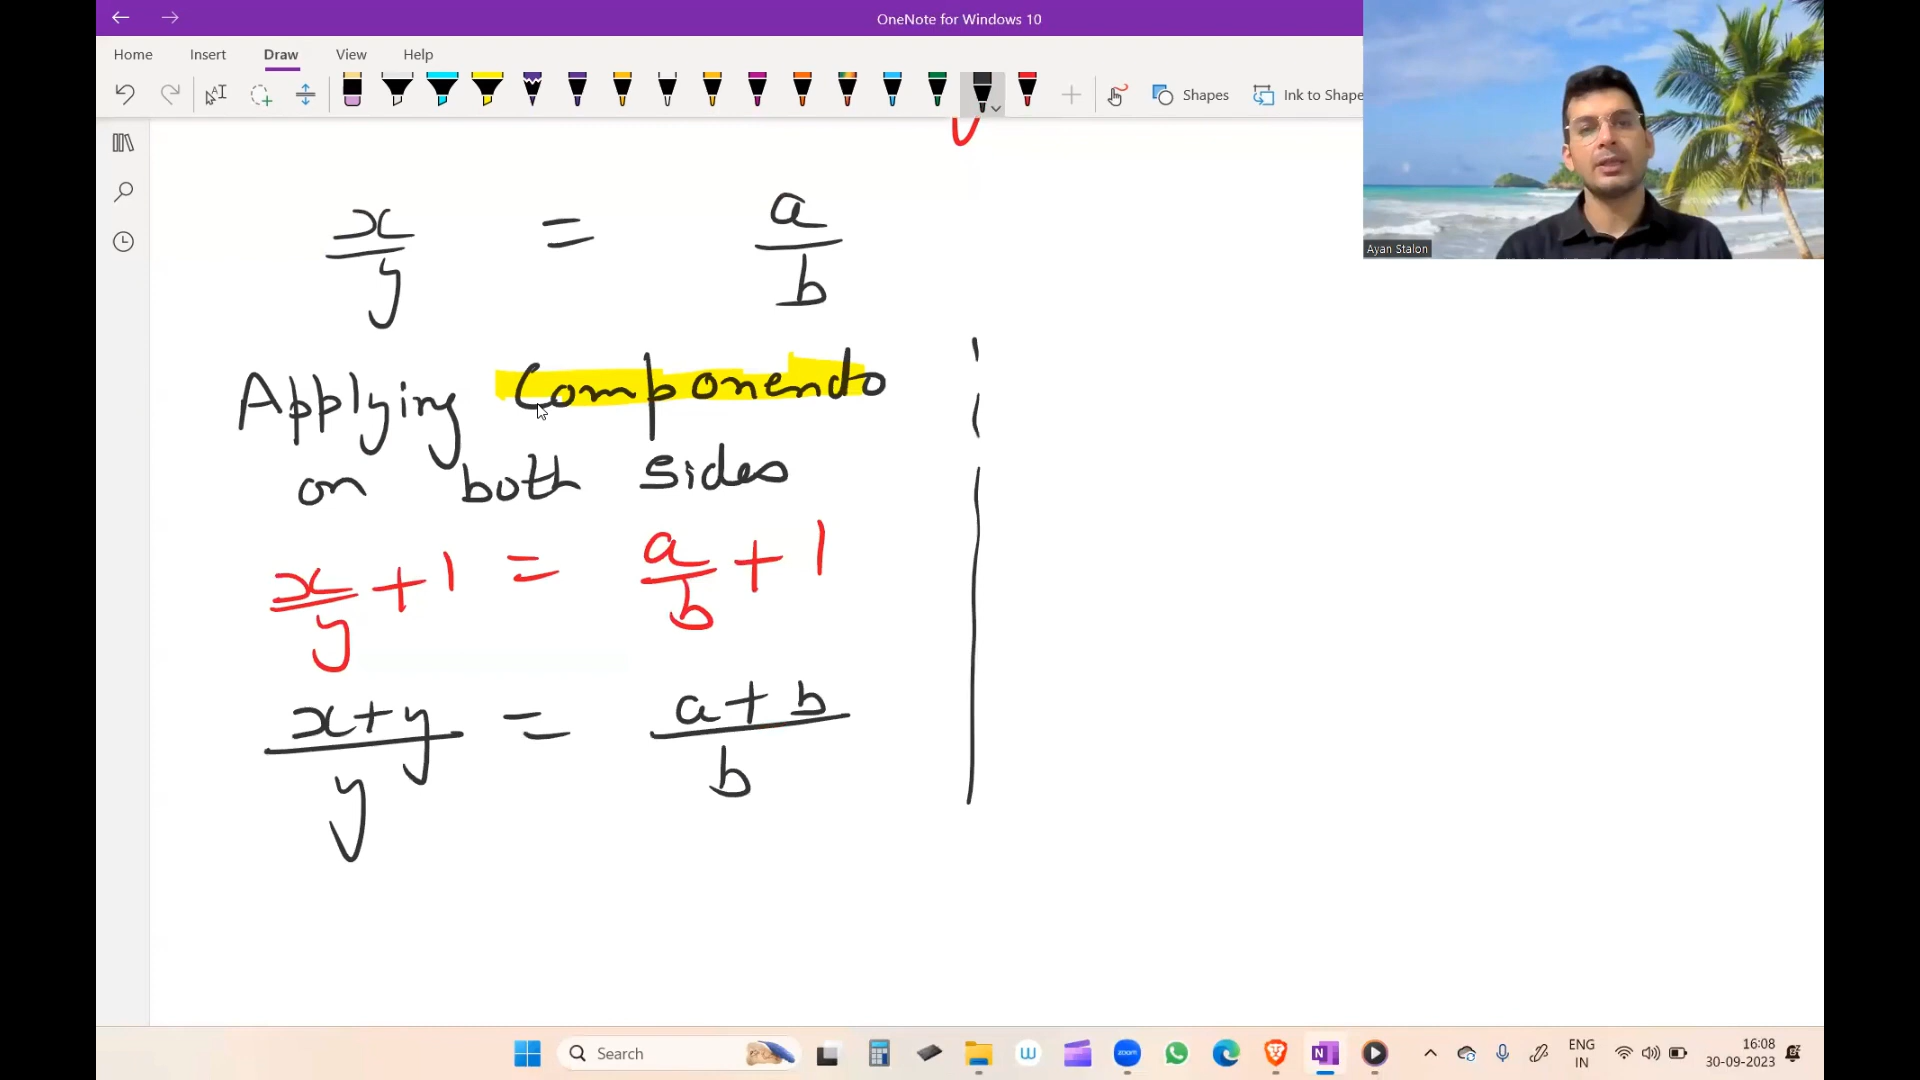 OneNote for Windows 10
Home Insert Draw View Help
Shapes Ink to Shape
Ayan Stalon
x/y = a/b
Applying Componendo
on both sides
x/y + 1 = a/b + 1
x+y/y = a+b/b
Search
zoom
ENG
IN
16:08
30-09-2023